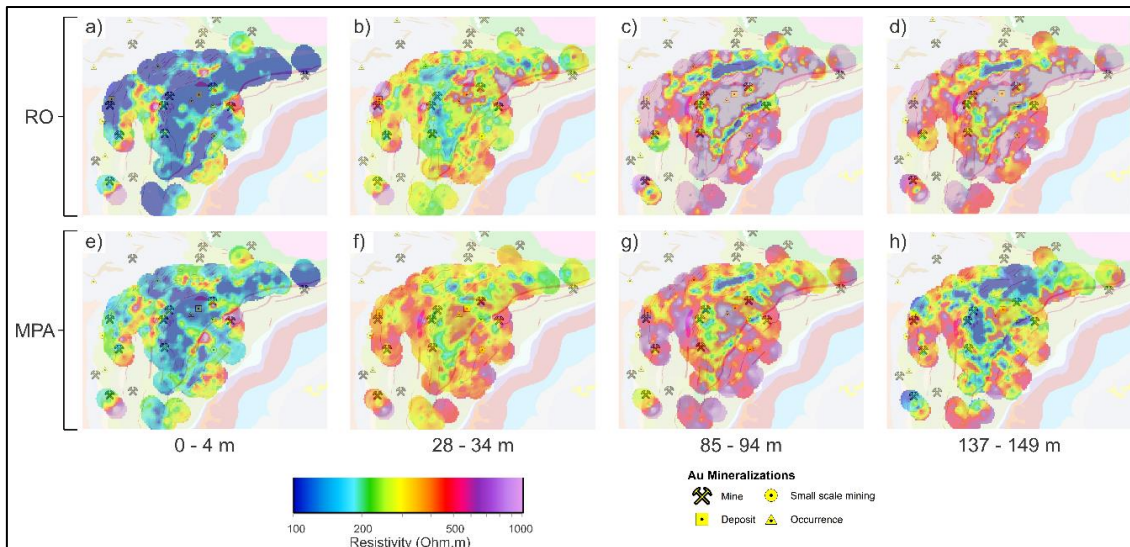 a) b) c) d)
RO
e) f) g) h)
MPA
0 - 4 m 28 - 34 m 85 - 94 m 137 - 149 m
100 200 500 1000
Resistivity (Ohm.m)
Au Mineralizations
Mine Small scale mining
Deposit Occurrence